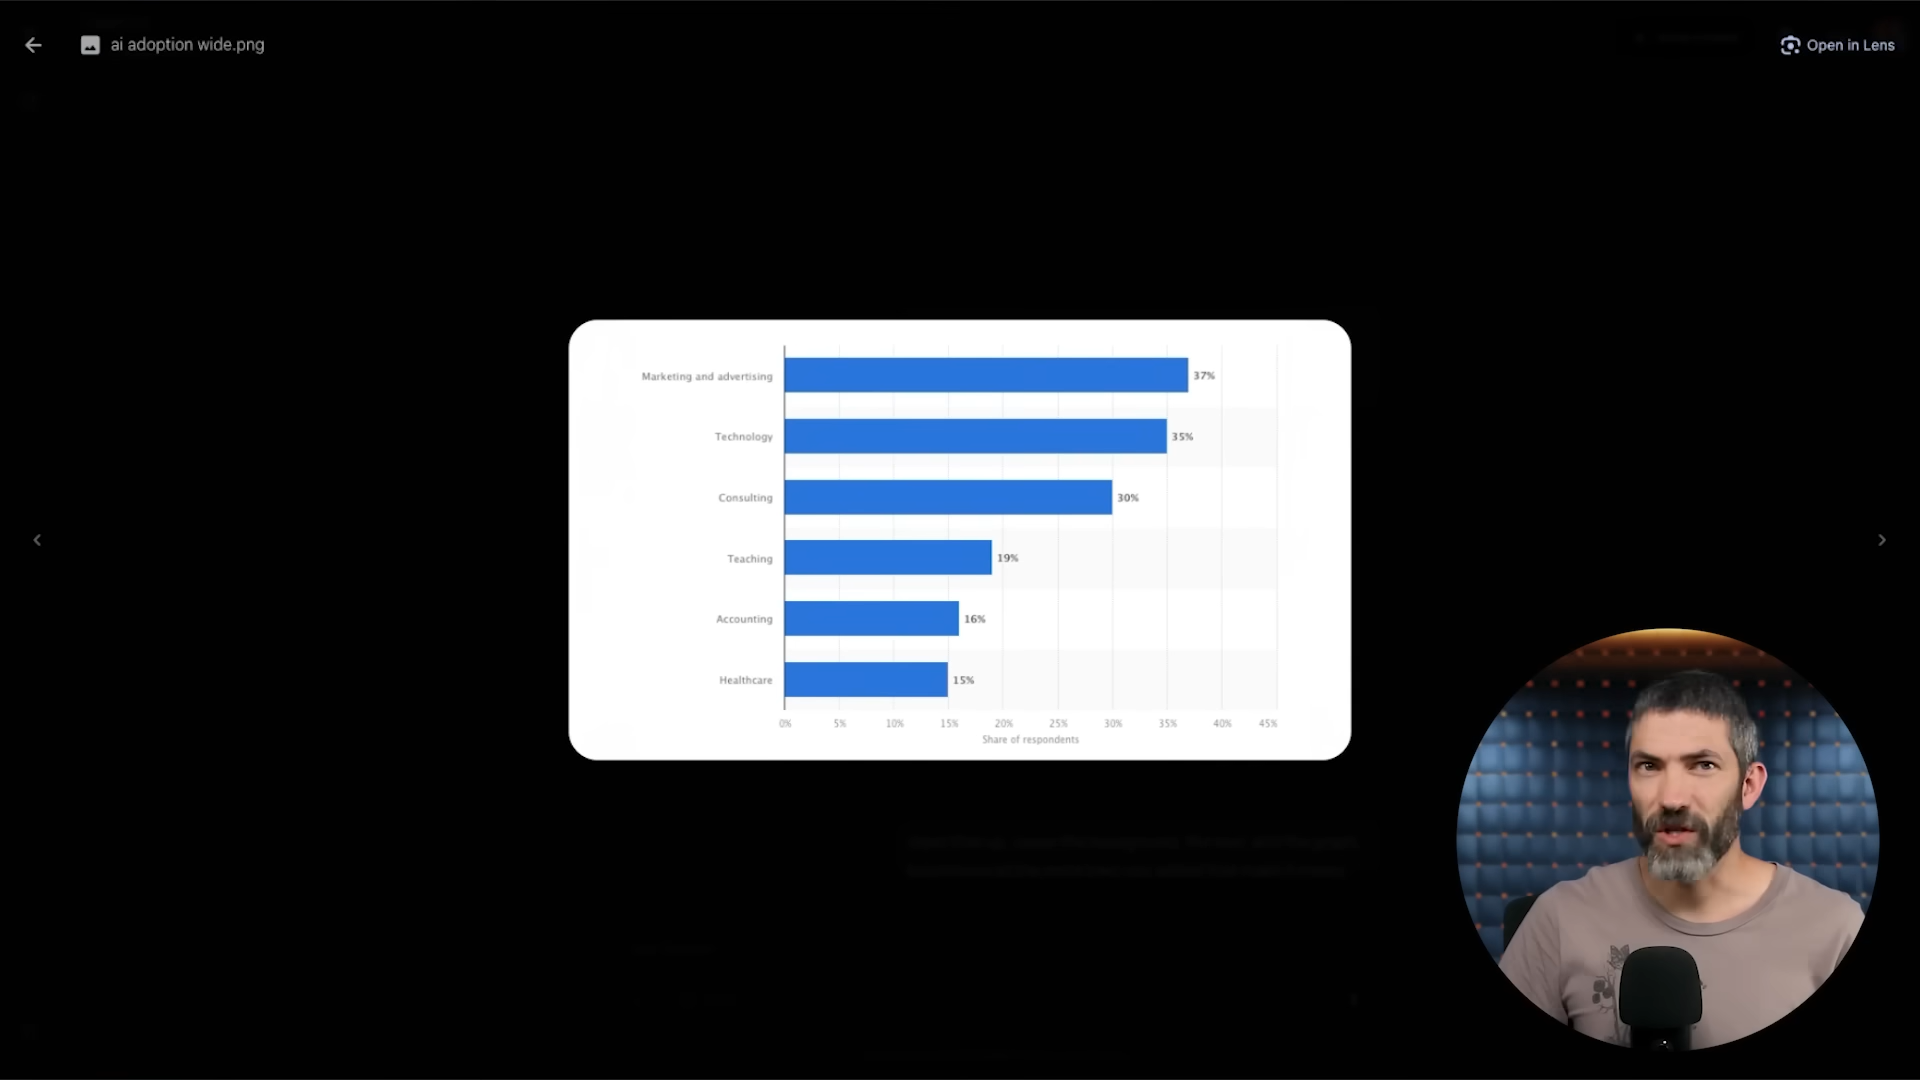 ai adoption wide.png
Open in Lens
Marketing and advertising 37%
Technology 35%
Consulting 30%
Teaching 19%
Accounting 16%
Healthcare 15%
0% 5% 10% 15% 20% 25% 30% 35% 40% 45%
Share of respondents